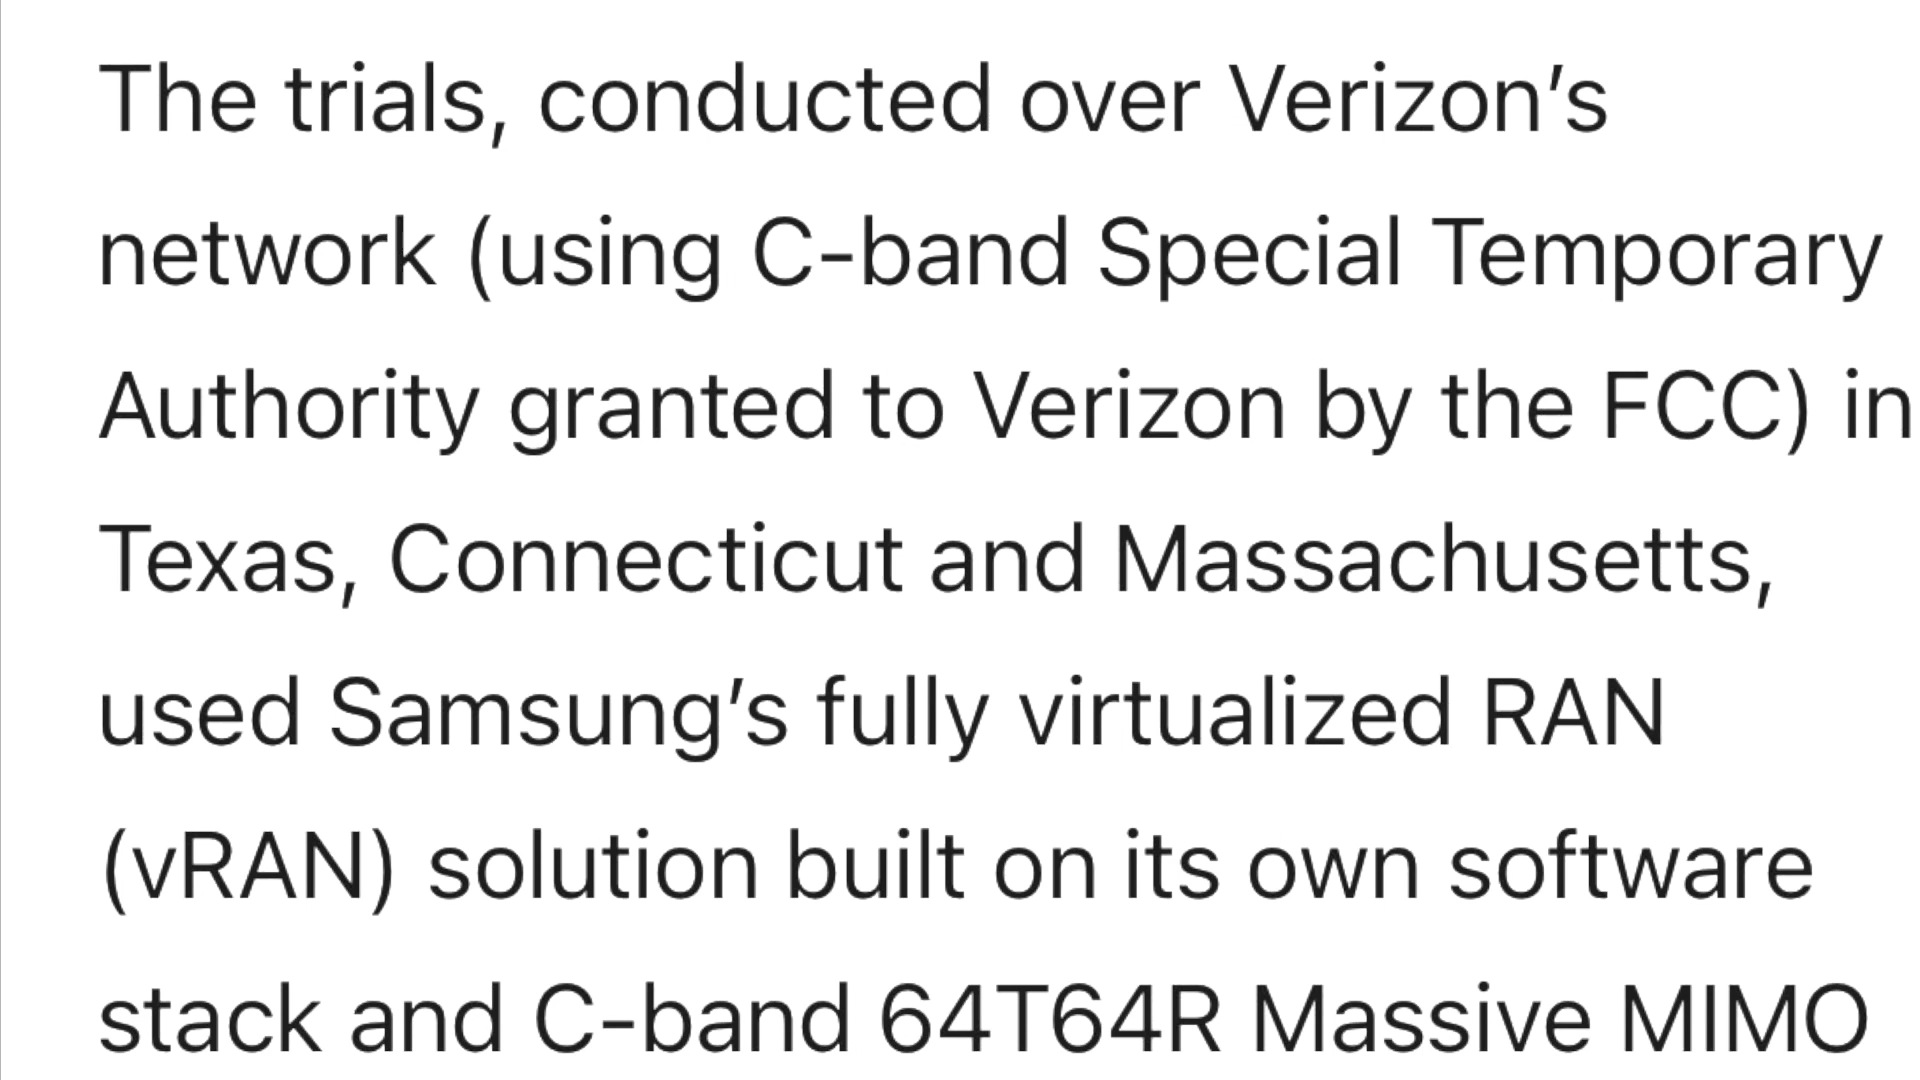 The trials, conducted over Verizon’s
network (using C-band Special Temporary
Authority granted to Verizon by the FCC) in
Texas, Connecticut and Massachusetts,
used Samsung’s fully virtualized RAN
(vRAN) solution built on its own software
stack and C-band 64T64R Massive MIMO